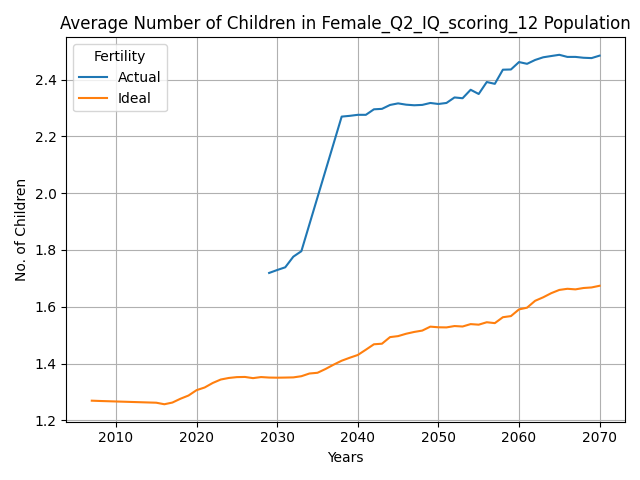 Average Number of Children in Female_Q2_IQ_scoring_12 Population
Fertility
Actual
Ideal
No. of Children
2.4
2.2
2.0
1.8
1.6
1.4
1.2
2010 2020 2030 2040 2050 2060 2070
Years